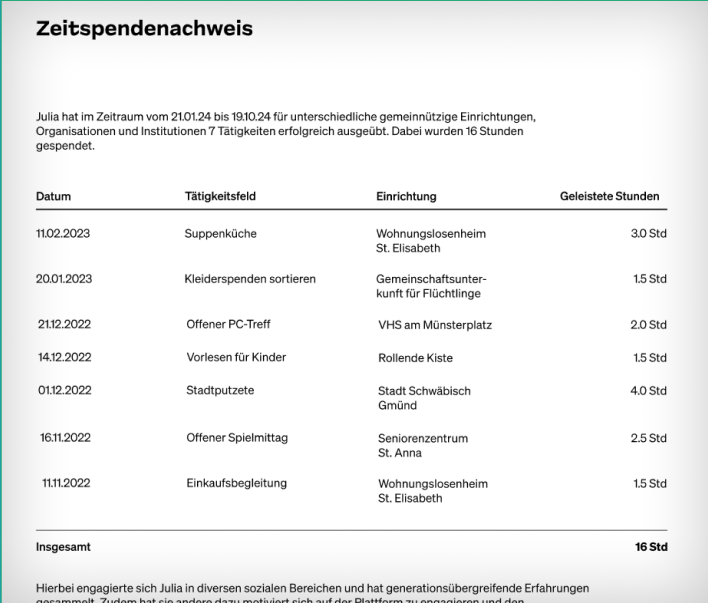 Zeitspendenachweis
Julia hat im Zeitraum vom 21.01.24 bis 19.10.24 für unterschiedliche gemeinnützige Einrichtungen,
Organisationen und Institutionen 7 Tätigkeiten erfolgreich ausgeübt. Dabei wurden 16 Stunden
gespendet.
Datum Tätigkeitsfeld Einrichtung Geleistete Stunden
11.02.2023 Suppenküche Wohnungslosenheim 3.0 Std
St. Elisabeth
20.01.2023 Kleiderspenden sortieren Gemeinschaftsunter- 1.5 Std
kunft für Flüchtlinge
21.12.2022 Offener PC-Treff VHS am Münsterplatz 2.0 Std
14.12.2022 Vorlesen für Kinder Rollende Kiste 1.5 Std
01.12.2022 Stadtputzete Stadt Schwäbisch 4.0 Std
Gmünd
16.11.2022 Offener Spielmittag Seniorenzentrum 2.5 Std
St. Anna
11.11.2022 Einkaufsbegleitung Wohnungslosenheim 1.5 Std
St. Elisabeth
Insgesamt 16 Std
Hierbei engagierte sich Julia in diversen sozialen Bereichen und hat generationsübergreifende Erfahrungen
gesammelt. Zudem hat sie andere dazu motiviert sich auf der Plattform zu engagieren und den